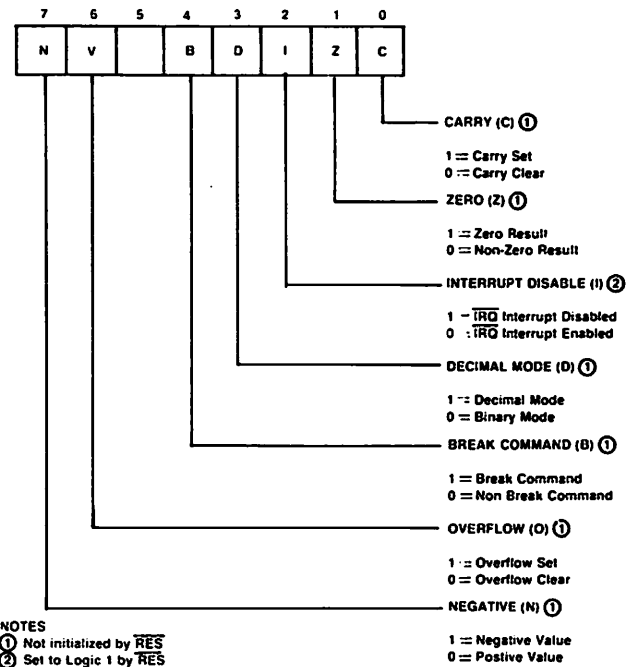 7 6 5 4 3 2 1 0
N V B D I Z C
CARRY (C) ①
1 = Carry Set
0 = Carry Clear
ZERO (Z) ①
1 = Zero Result
0 = Non-Zero Result
INTERRUPT DISABLE (I) ②
1 = I̅R̅Q̅ Interrupt Disabled
0 = I̅R̅Q̅ Interrupt Enabled
DECIMAL MODE (D) ①
1 = Decimal Mode
0 = Binary Mode
BREAK COMMAND (B) ①
1 = Break Command
0 = Non Break Command
OVERFLOW (O) ①
1 = Overflow Set
0 = Overflow Clear
NEGATIVE (N) ①
1 = Negative Value
0 = Postive Value
NOTES
① Not initialized by R̅E̅S̅
② Set to Logic 1 by R̅E̅S̅